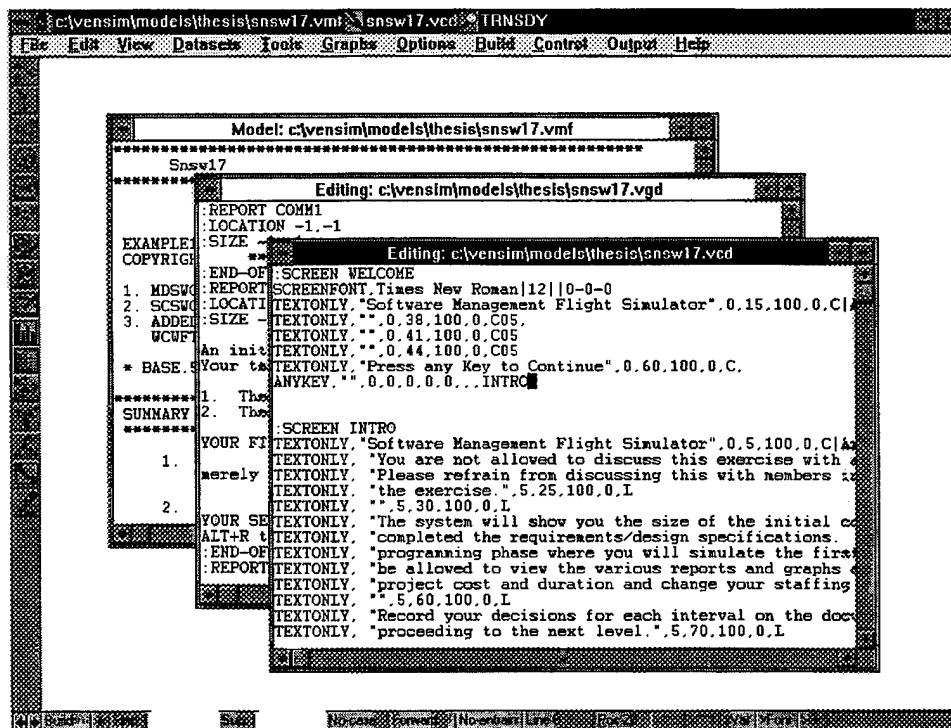 c:\vensim\models\thesis\snsw17.vmf snsw17.vcd TRNSDY
File Edit View Datasets Tools Graphs Options Build Control Output Help
Model: c:\vensim\models\thesis\snsw17.vmf
************************************************************
Snsw17
EXAMPLE
COPYRIGH
1. MDSWC
2. SCSWC
3. ADDED
WCWFT
* BASE.S
SUMMARY
1.
2.
Editing: c:\vensim\models\thesis\snsw17.vgd
:REPORT COMM1
:LOCATION -1,-1
:SIZE
:END-OF
:REPORT
:LOCATI
:SIZE -
An init
Your ta
1. The
2. The
YOUR FI
merely
YOUR SE
ALT+R t
:END-OF
:REPORT
Editing: c:\vensim\models\thesis\snsw17.vcd
:SCREEN WELCOME
SCREENFONT,Times New Roman|12||0-0-0
TEXTONLY,"Software Management Flight Simulator",0,15,100,0,C|
TEXTONLY,"",0,38,100,0,C05,
TEXTONLY,"",0,41,100,0,C05
TEXTONLY,"",0,44,100,0,C05
TEXTONLY,"Press any Key to Continue",0,60,100,0,C,
ANYKEY,"",0,0,0,0,0,,,INTRO
:SCREEN INTRO
TEXTONLY,"Software Management Flight Simulator",0,5,100,0,C|
TEXTONLY, "You are not allowed to discuss this exercise with
TEXTONLY, "Please refrain from discussing this with members
TEXTONLY, "the exercise.",5,25,100,0,L
TEXTONLY, "",5,30,100,0,L
TEXTONLY, "The system will show you the size of the initial
TEXTONLY, "completed the requirements/design specifications.
TEXTONLY, "programming phase where you will simulate the first
TEXTONLY, "be allowed to view the various reports and graphs
TEXTONLY, "project cost and duration and change your staffing
TEXTONLY, "",5,60,100,0,L
TEXTONLY, "Record your decisions for each interval on the
TEXTONLY, "proceeding to the next level.",5,70,100,0,L
No-case Forward